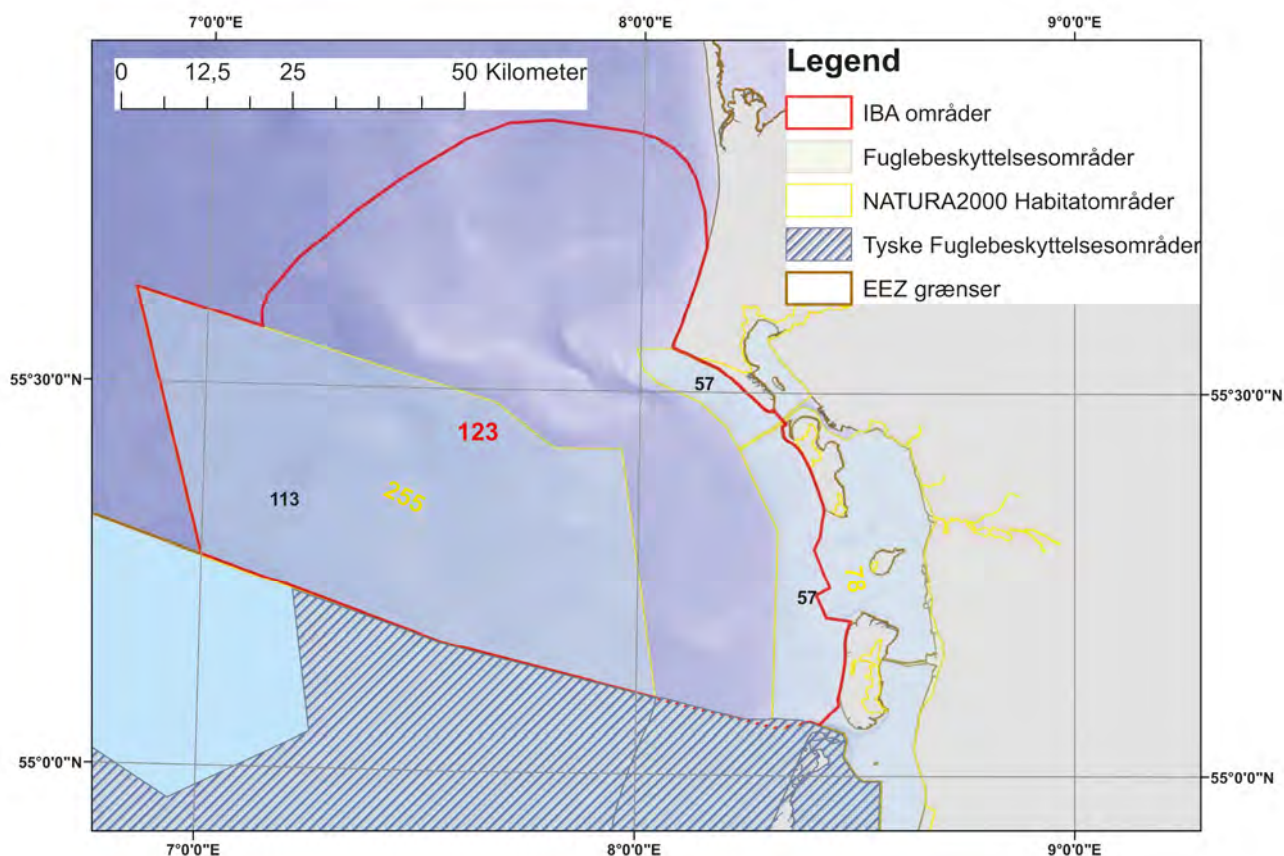 7°0'0"E 8°0'0"E 9°0'0"E
0 12,5 25 50 Kilometer
Legend
IBA områder
Fuglebeskyttelsesområder
NATURA2000 Habitatområder
Tyske Fuglebeskyttelsesområder
EEZ grænser
55°30'0"N
57
55°30'0"N
123
255
113
78
57
55°0'0"N
55°0'0"N
7°0'0"E 8°0'0"E 9°0'0"E